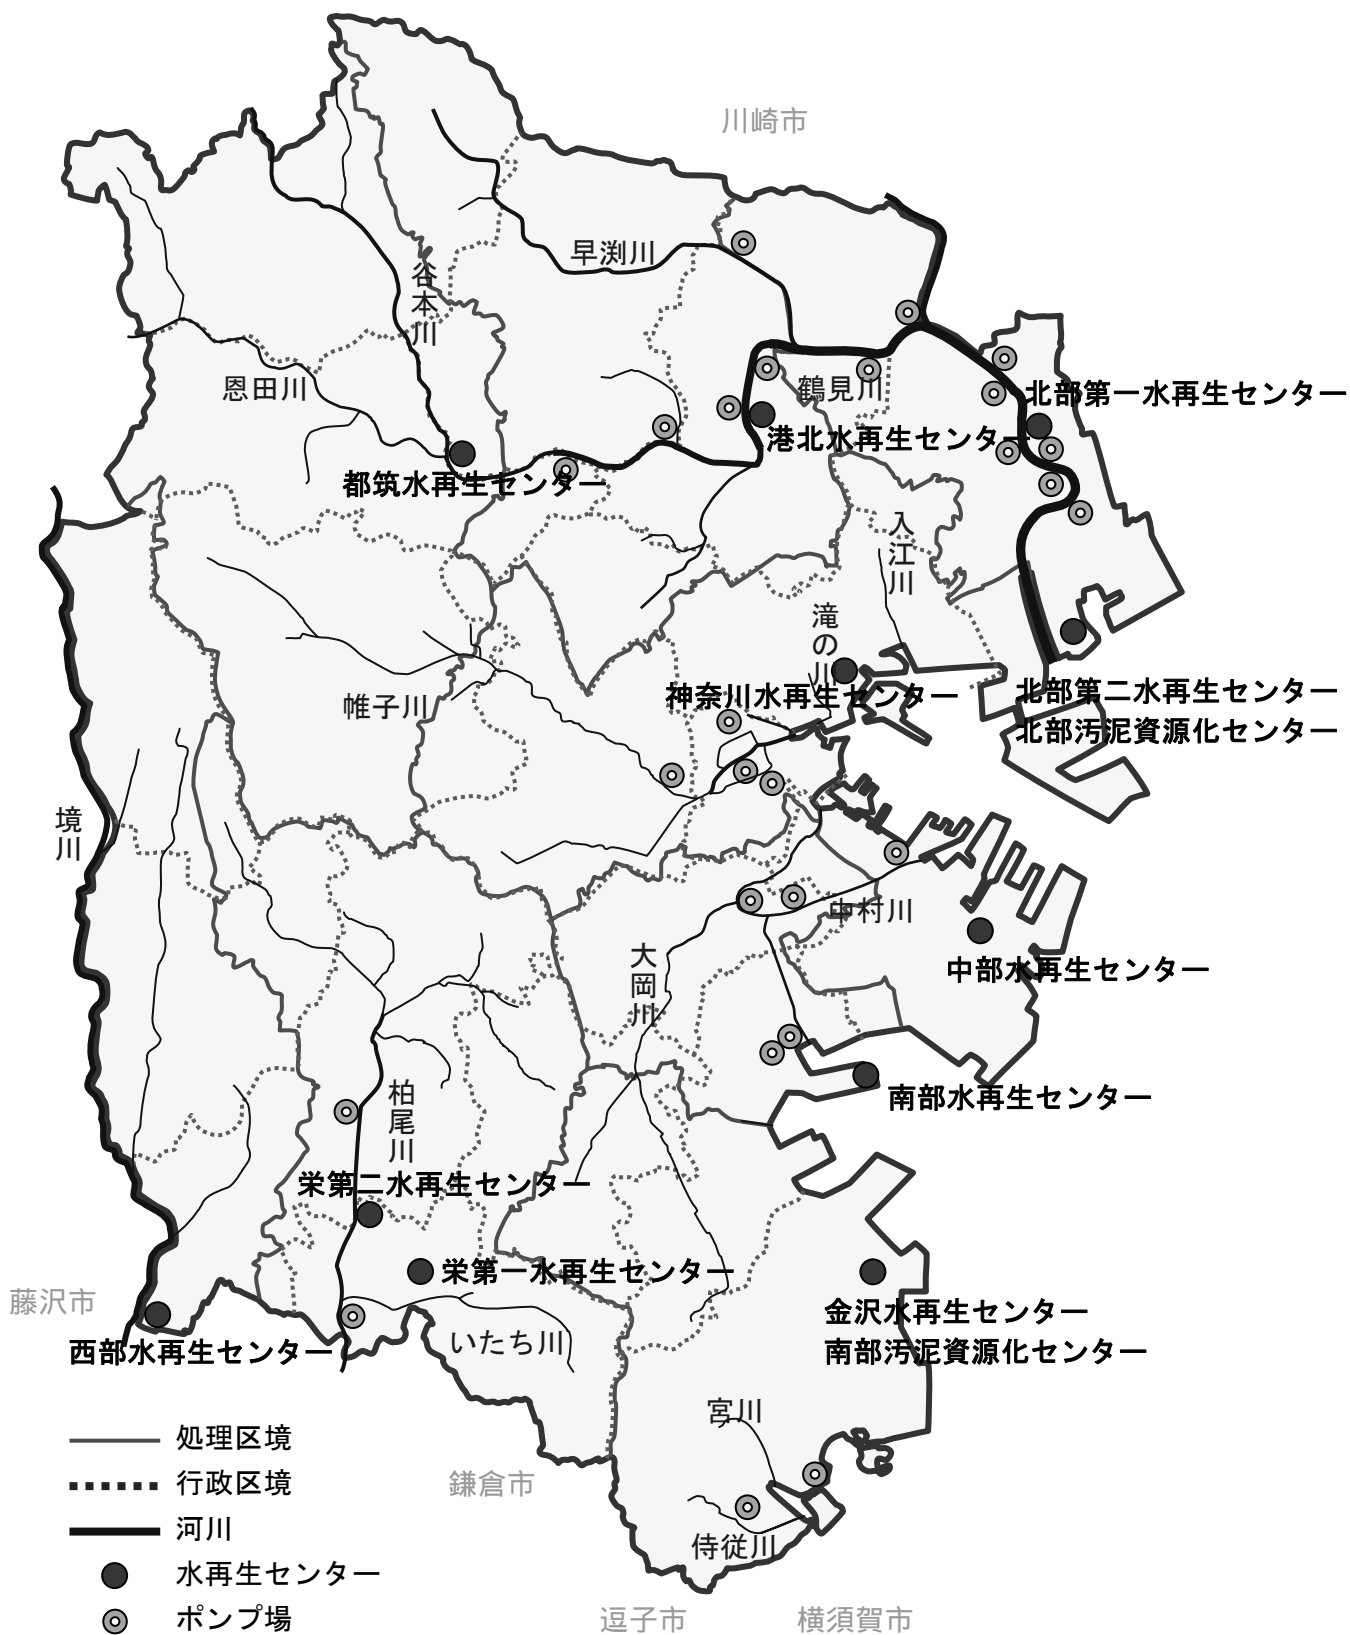 川崎市
早渕川
谷本川
恩田川
鶴見川
北部第一水再生センター
港北水再生センター
都筑水再生センター
入江川
滝の川
神奈川水再生センター
北部第二水再生センター
北部汚泥資源化センター
帷子川
境川
中村川
大岡川
中部水再生センター
柏尾川
南部水再生センター
栄第二水再生センター
栄第一水再生センター
藤沢市
金沢水再生センター
南部汚泥資源化センター
西部水再生センター
いたち川
宮川
処理区境
行政区境
河川
水再生センター
ポンプ場
鎌倉市
侍従川
逗子市
横須賀市